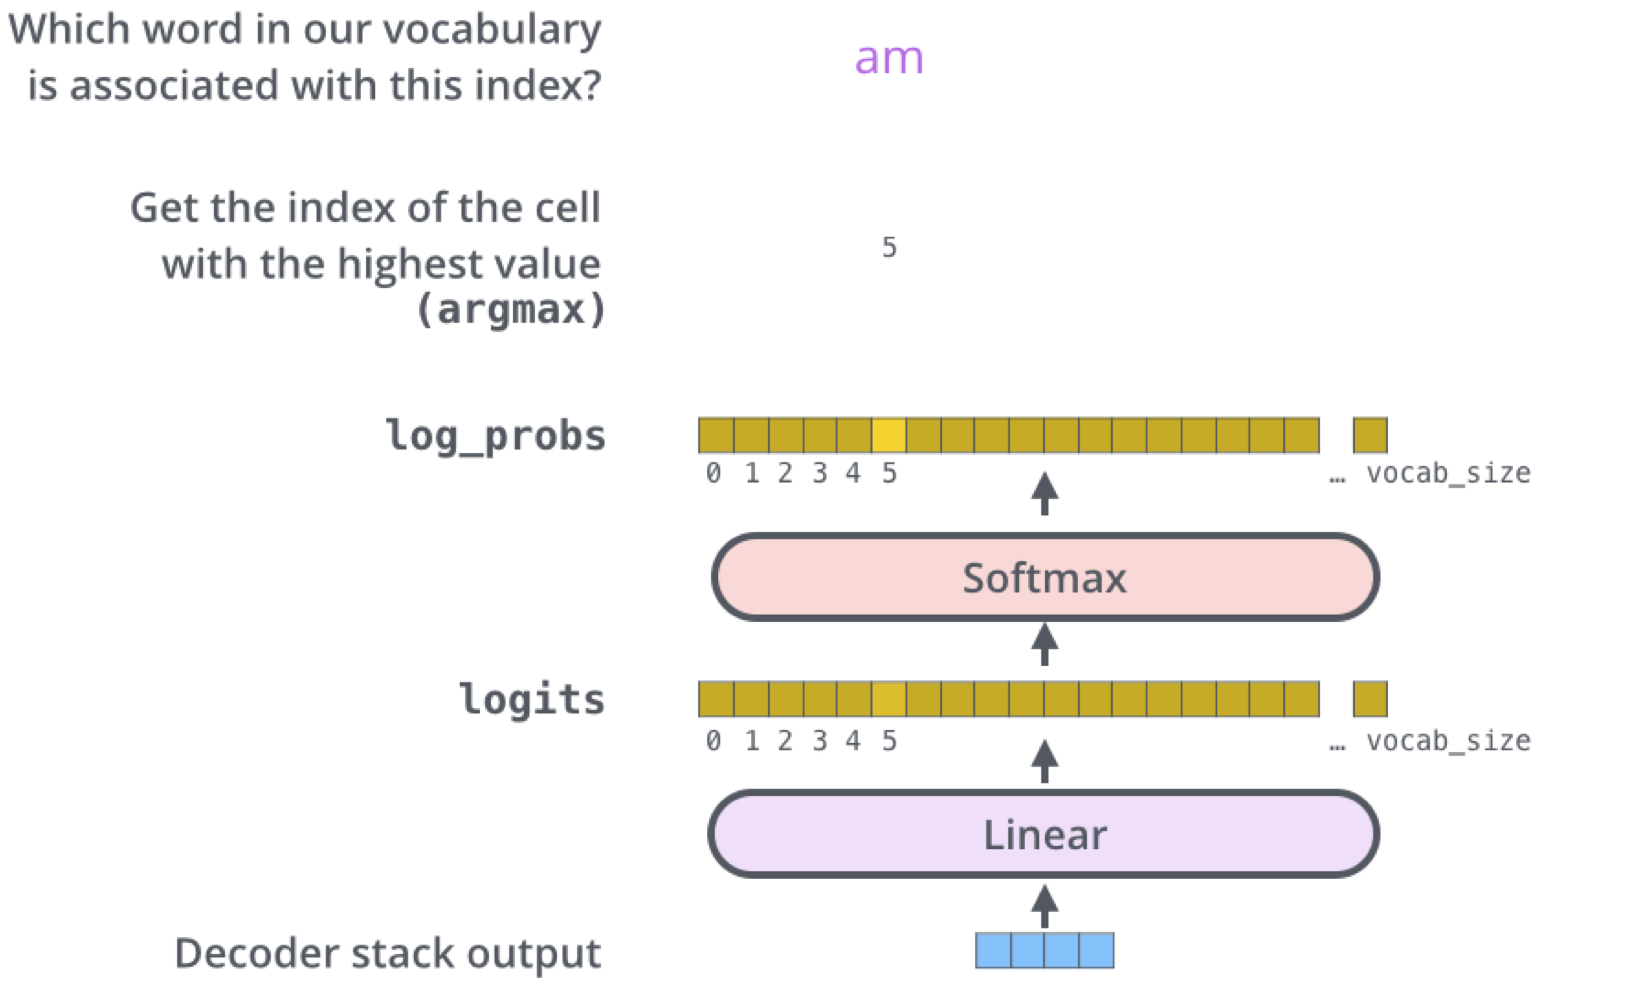 Which word in our vocabulary
is associated with this index?
am
Get the index of the cell
with the highest value
(argmax)
5
log_probs
0 1 2 3 4 5 … vocab_size
Softmax
logits
0 1 2 3 4 5 … vocab_size
Linear
Decoder stack output